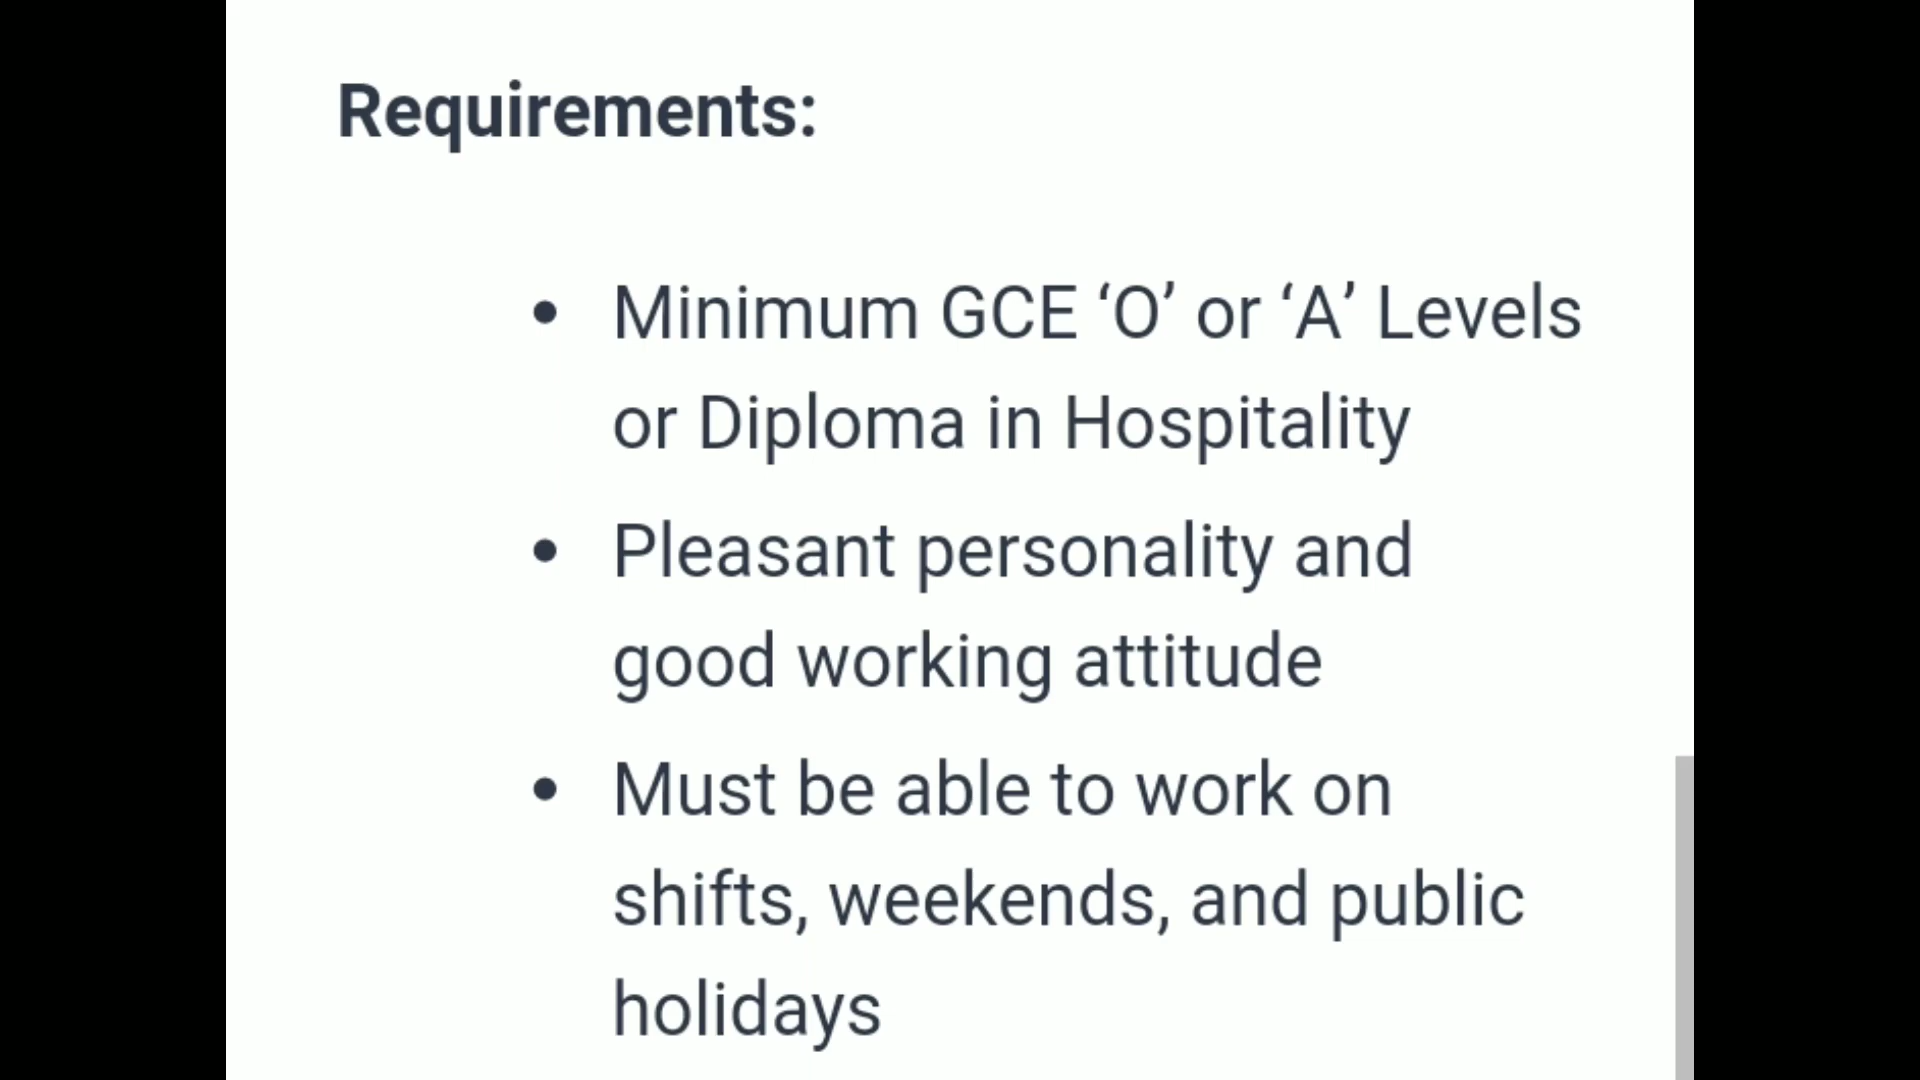 Requirements:
• Minimum GCE ‘O’ or ‘A’ Levels
or Diploma in Hospitality
• Pleasant personality and
good working attitude
• Must be able to work on
shifts, weekends, and public
holidays